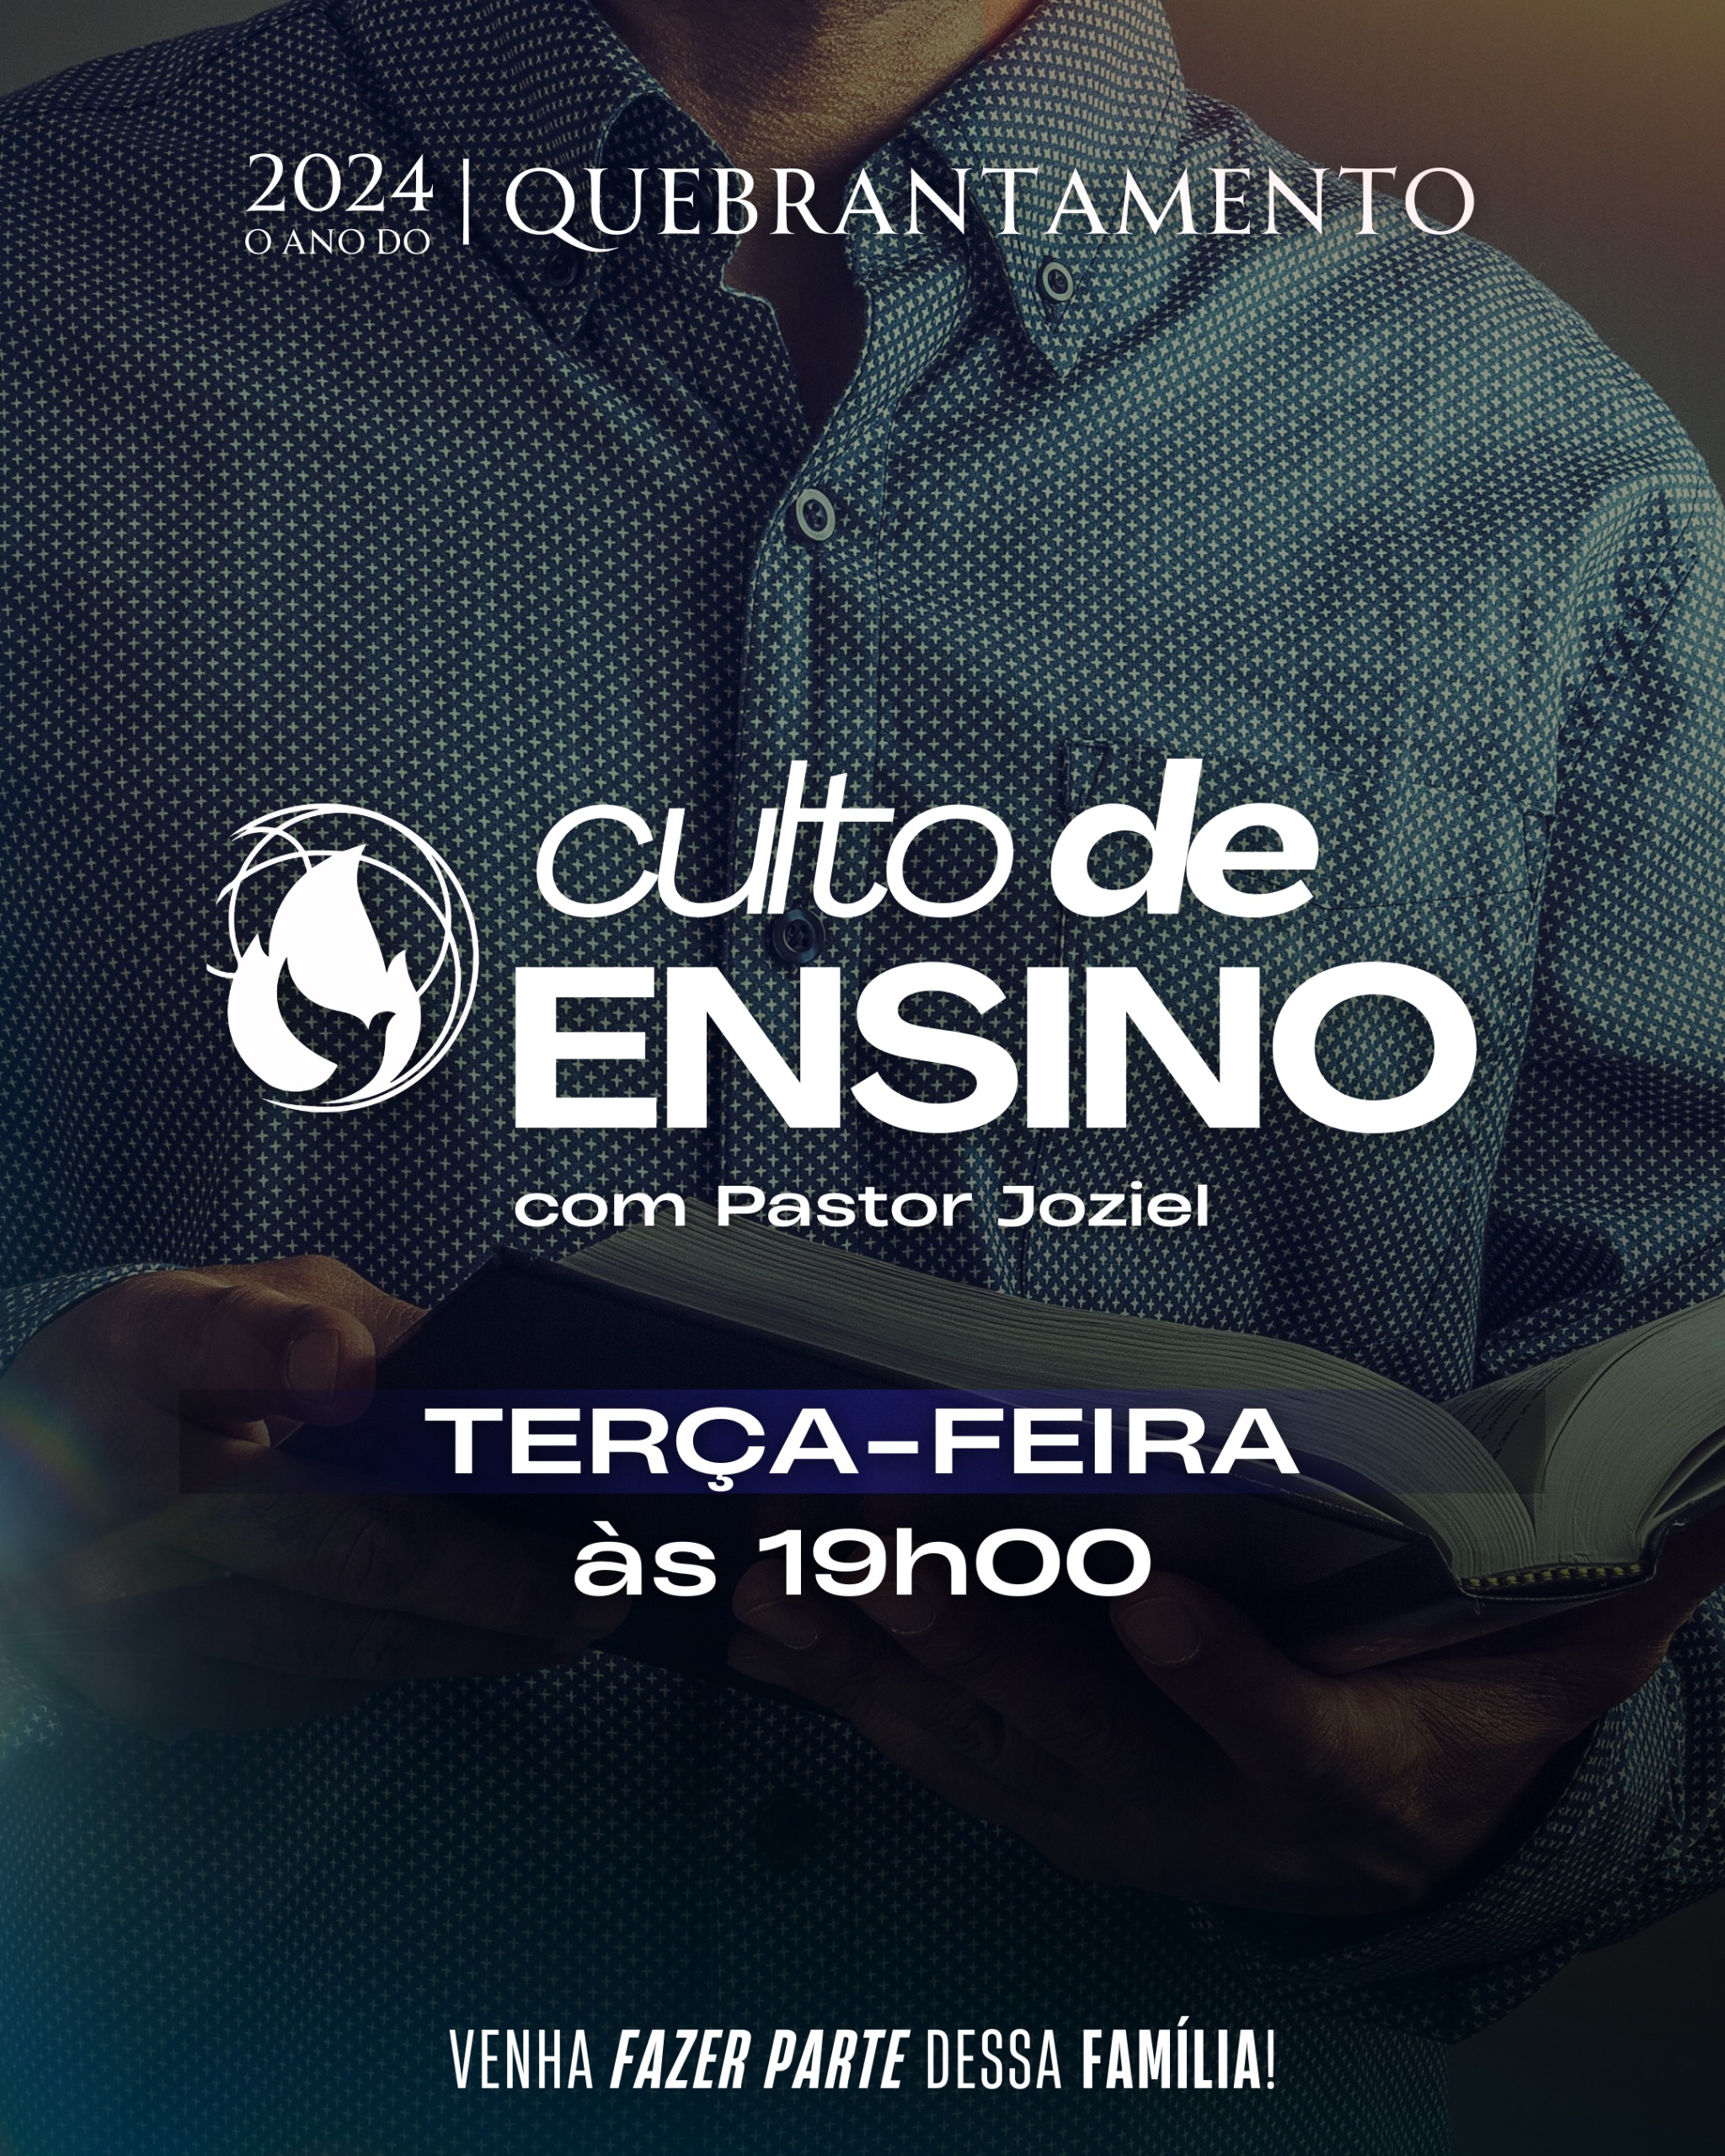 2024 | QUEBRANTAMENTO
O ANO DO
culto de
ENSINO
com Pastor Joziel
TERÇA-FEIRA
às 19h00
VENHA FAZER PARTE DESSA FAMÍLIA!